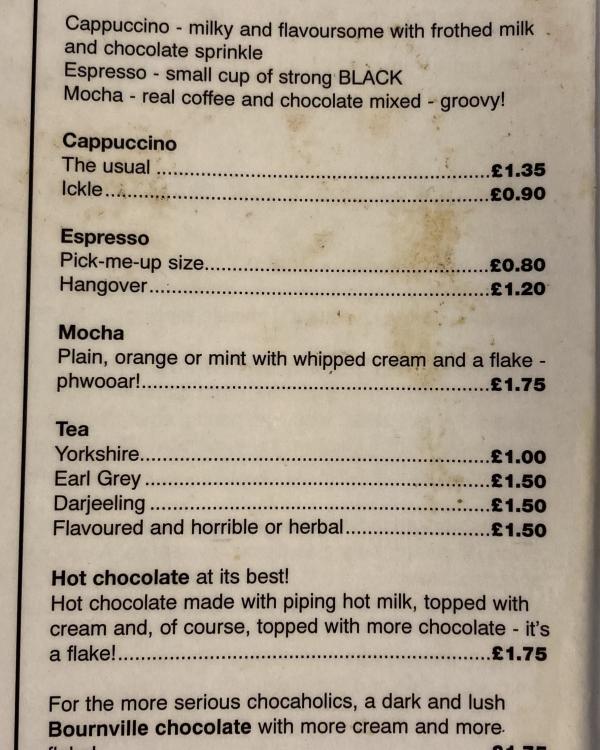 Cappuccino - milky and flavoursome with frothed milk
and chocolate sprinkle
Espresso - small cup of strong BLACK
Mocha - real coffee and chocolate mixed - groovy!
Cappuccino
The usual ........................................................£1.35
Ickle................................................................£0.90
Espresso
Pick-me-up size................................................£0.80
Hangover.........................................................£1.20
Mocha
Plain, orange or mint with whipped cream and a flake -
phwooar!..........................................................£1.75
Tea
Yorkshire..........................................................£1.00
Earl Grey .........................................................£1.50
Darjeeling ........................................................£1.50
Flavoured and horrible or herbal........................£1.50
Hot chocolate at its best!
Hot chocolate made with piping hot milk, topped with
cream and, of course, topped with more chocolate - it's
a flake!..............................................................£1.75
For the more serious chocaholics, a dark and lush
Bournville chocolate with more cream and more